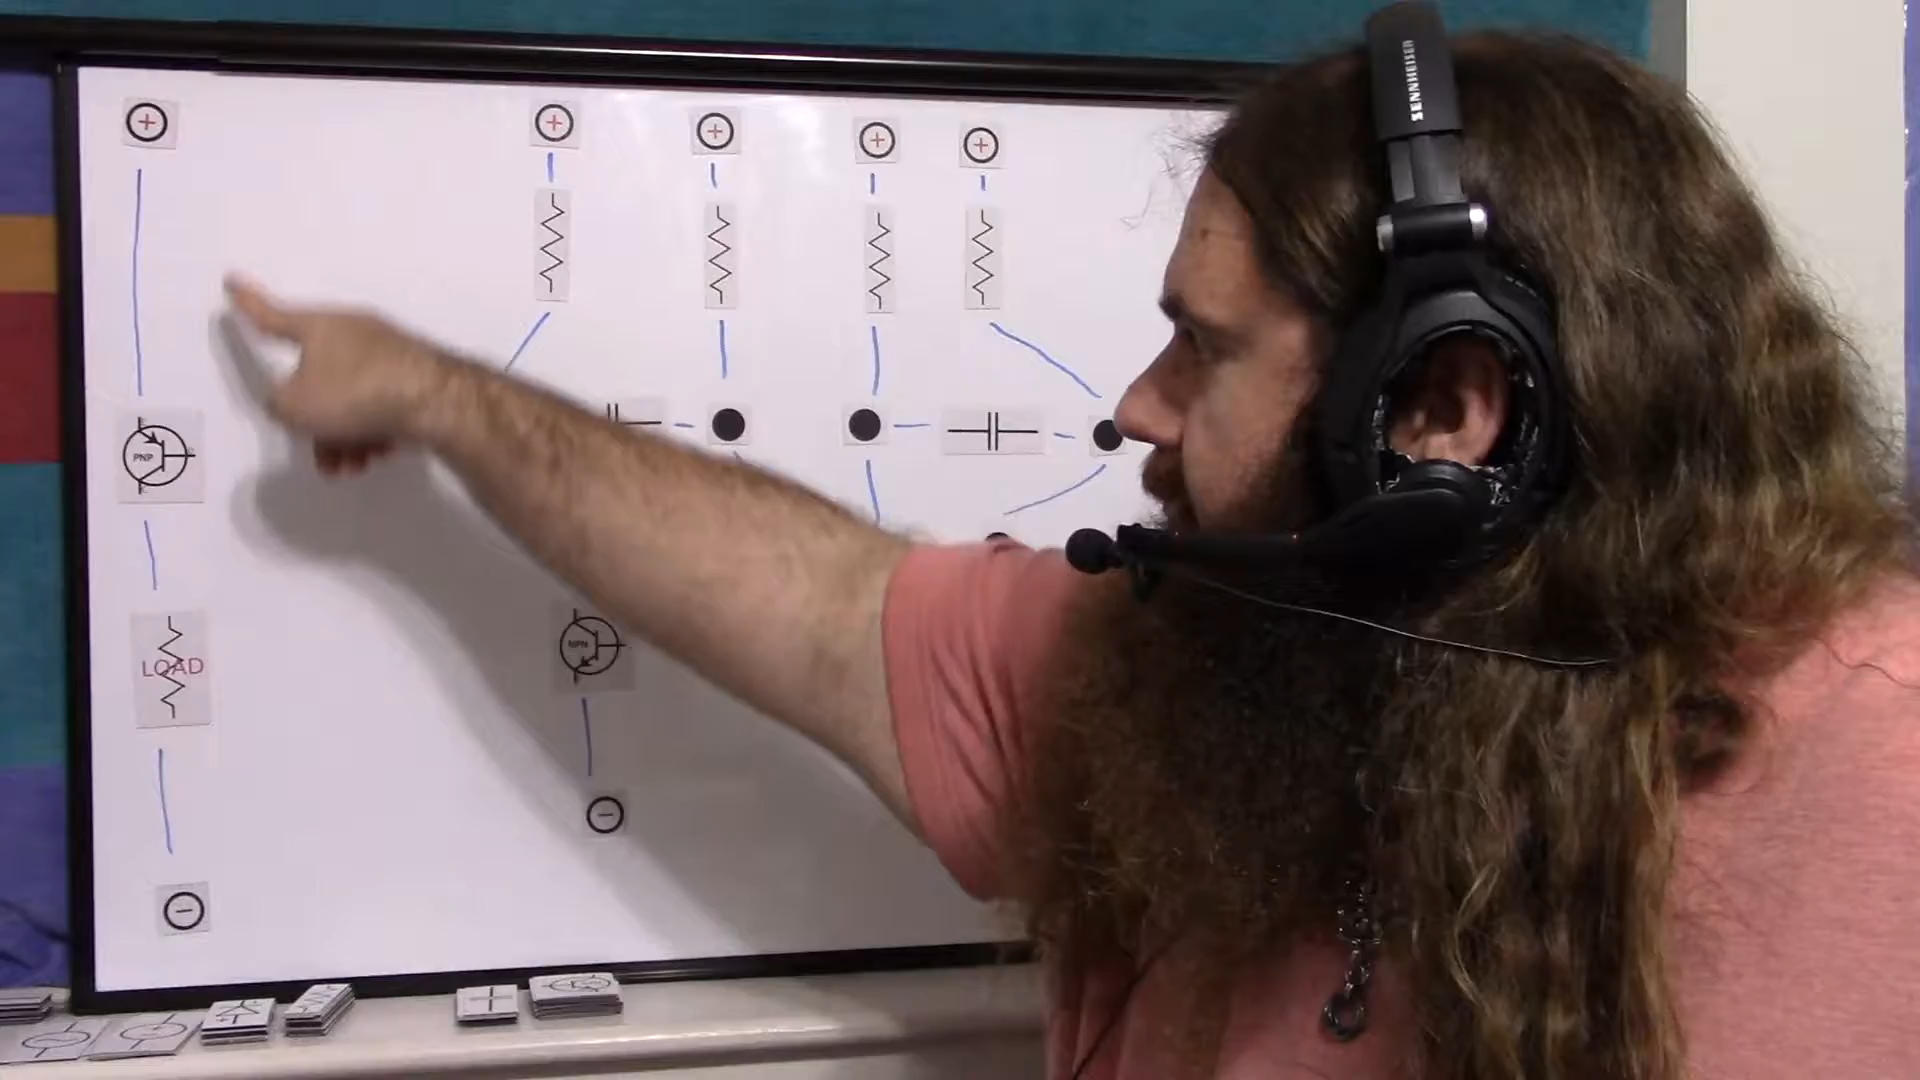 SENNHEISER
+
+
+
+
+
PNP
NPN
LOAD
-
-